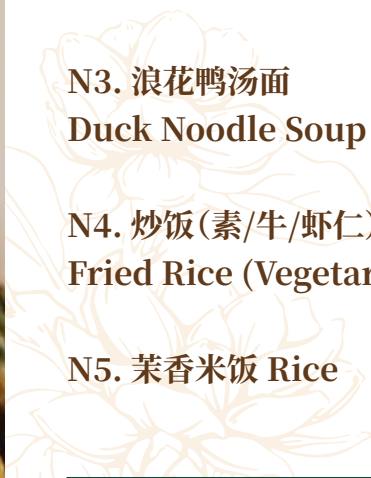 N3. 浪花鸭汤面
Duck Noodle Soup
N4. 炒饭（素/牛/虾仁）
Fried Rice (Vegetar
N5. 茉香米饭 Rice